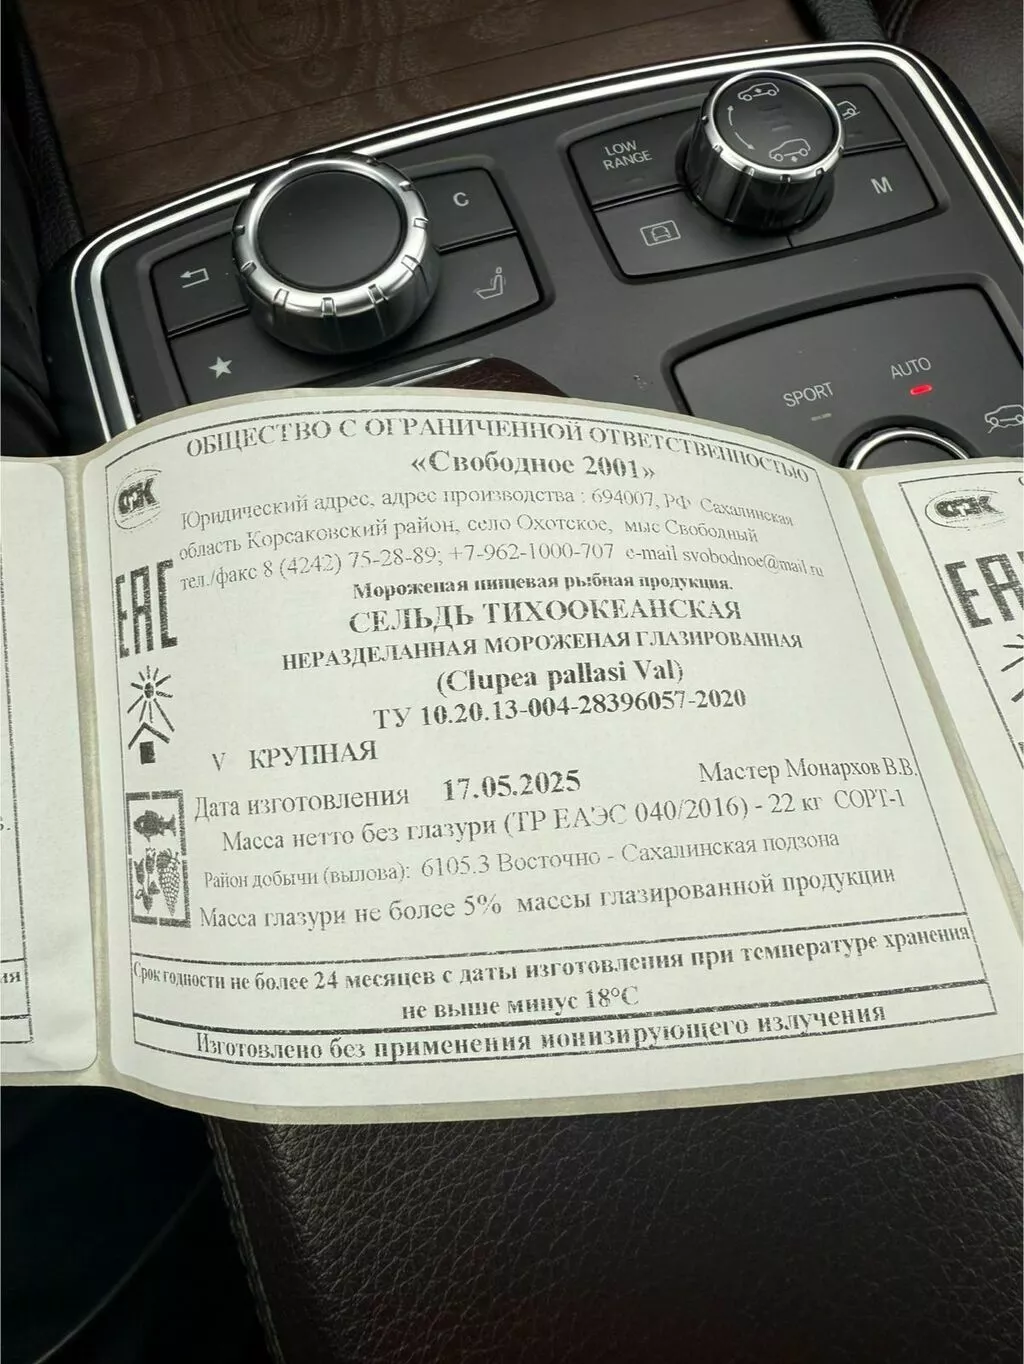 LOW
RANGE
C
M
SPORT
AUTO
ОБЩЕСТВО С ОГРАНИЧЕННОЙ ОТВЕТСТВЕННОСТЬЮ
«Свободное 2001»
Юридический адрес, адрес производства : 694007, РФ Сахалинская
область Корсаковский район, село Охотское, мыс Свободный
тел./факс 8 (4242) 75-28-89; +7-962-1000-707 e-mail svobodnoe@mail.ru
Мороженая пищевая рыбная продукция.
СЕЛЬДЬ ТИХООКЕАНСКАЯ
НЕРАЗДЕЛАННАЯ МОРОЖЕНАЯ ГЛАЗИРОВАННАЯ
(Clupea pallasi Val)
ТУ 10.20.13-004-28396057-2020
V КРУПНАЯ
Дата изготовления 17.05.2025 Мастер Монархов В.В.
Масса нетто без глазури (ТР ЕАЭС 040/2016) - 22 кг СОРТ-1
Район добычи (вылова): 6105.3 Восточно - Сахалинская подзона
Масса глазури не более 5% массы глазированной продукции
Срок годности не более 24 месяцев с даты изготовления при температуре хранения
не выше минус 18°С
Изготовлено без применения ионизирующего излучения
EAC